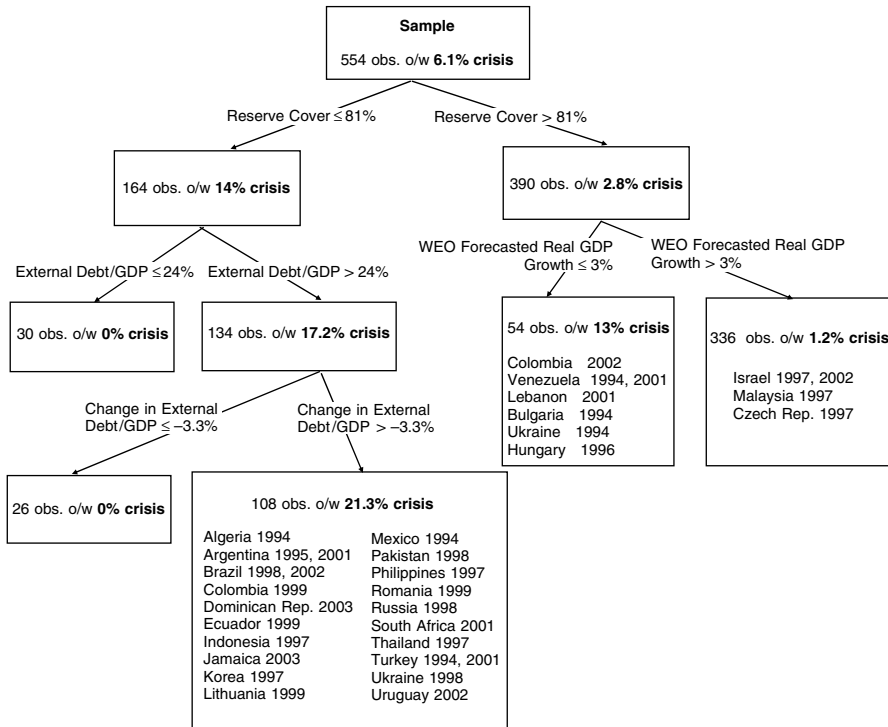 Sample
554 obs. o/w 6.1% crisis
Reserve Cover ≤ 81%
Reserve Cover > 81%
164 obs. o/w 14% crisis
390 obs. o/w 2.8% crisis
External Debt/GDP ≤ 24%
External Debt/GDP > 24%
WEO Forecasted Real GDP
Growth ≤ 3%
WEO Forecasted Real GDP
Growth > 3%
30 obs. o/w 0% crisis
134 obs. o/w 17.2% crisis
54 obs. o/w 13% crisis
Colombia 2002
Venezuela 1994, 2001
Lebanon 2001
Bulgaria 1994
Ukraine 1994
Hungary 1996
336 obs. o/w 1.2% crisis
Israel 1997, 2002
Malaysia 1997
Czech Rep. 1997
Change in External
Debt/GDP ≤ –3.3%
Change in External
Debt/GDP > –3.3%
26 obs. o/w 0% crisis
108 obs. o/w 21.3% crisis
Algeria 1994
Argentina 1995, 2001
Brazil 1998, 2002
Colombia 1999
Dominican Rep. 2003
Ecuador 1999
Indonesia 1997
Jamaica 2003
Korea 1997
Lithuania 1999
Mexico 1994
Pakistan 1998
Philippines 1997
Romania 1999
Russia 1998
South Africa 2001
Thailand 1997
Turkey 1994, 2001
Ukraine 1998
Uruguay 2002